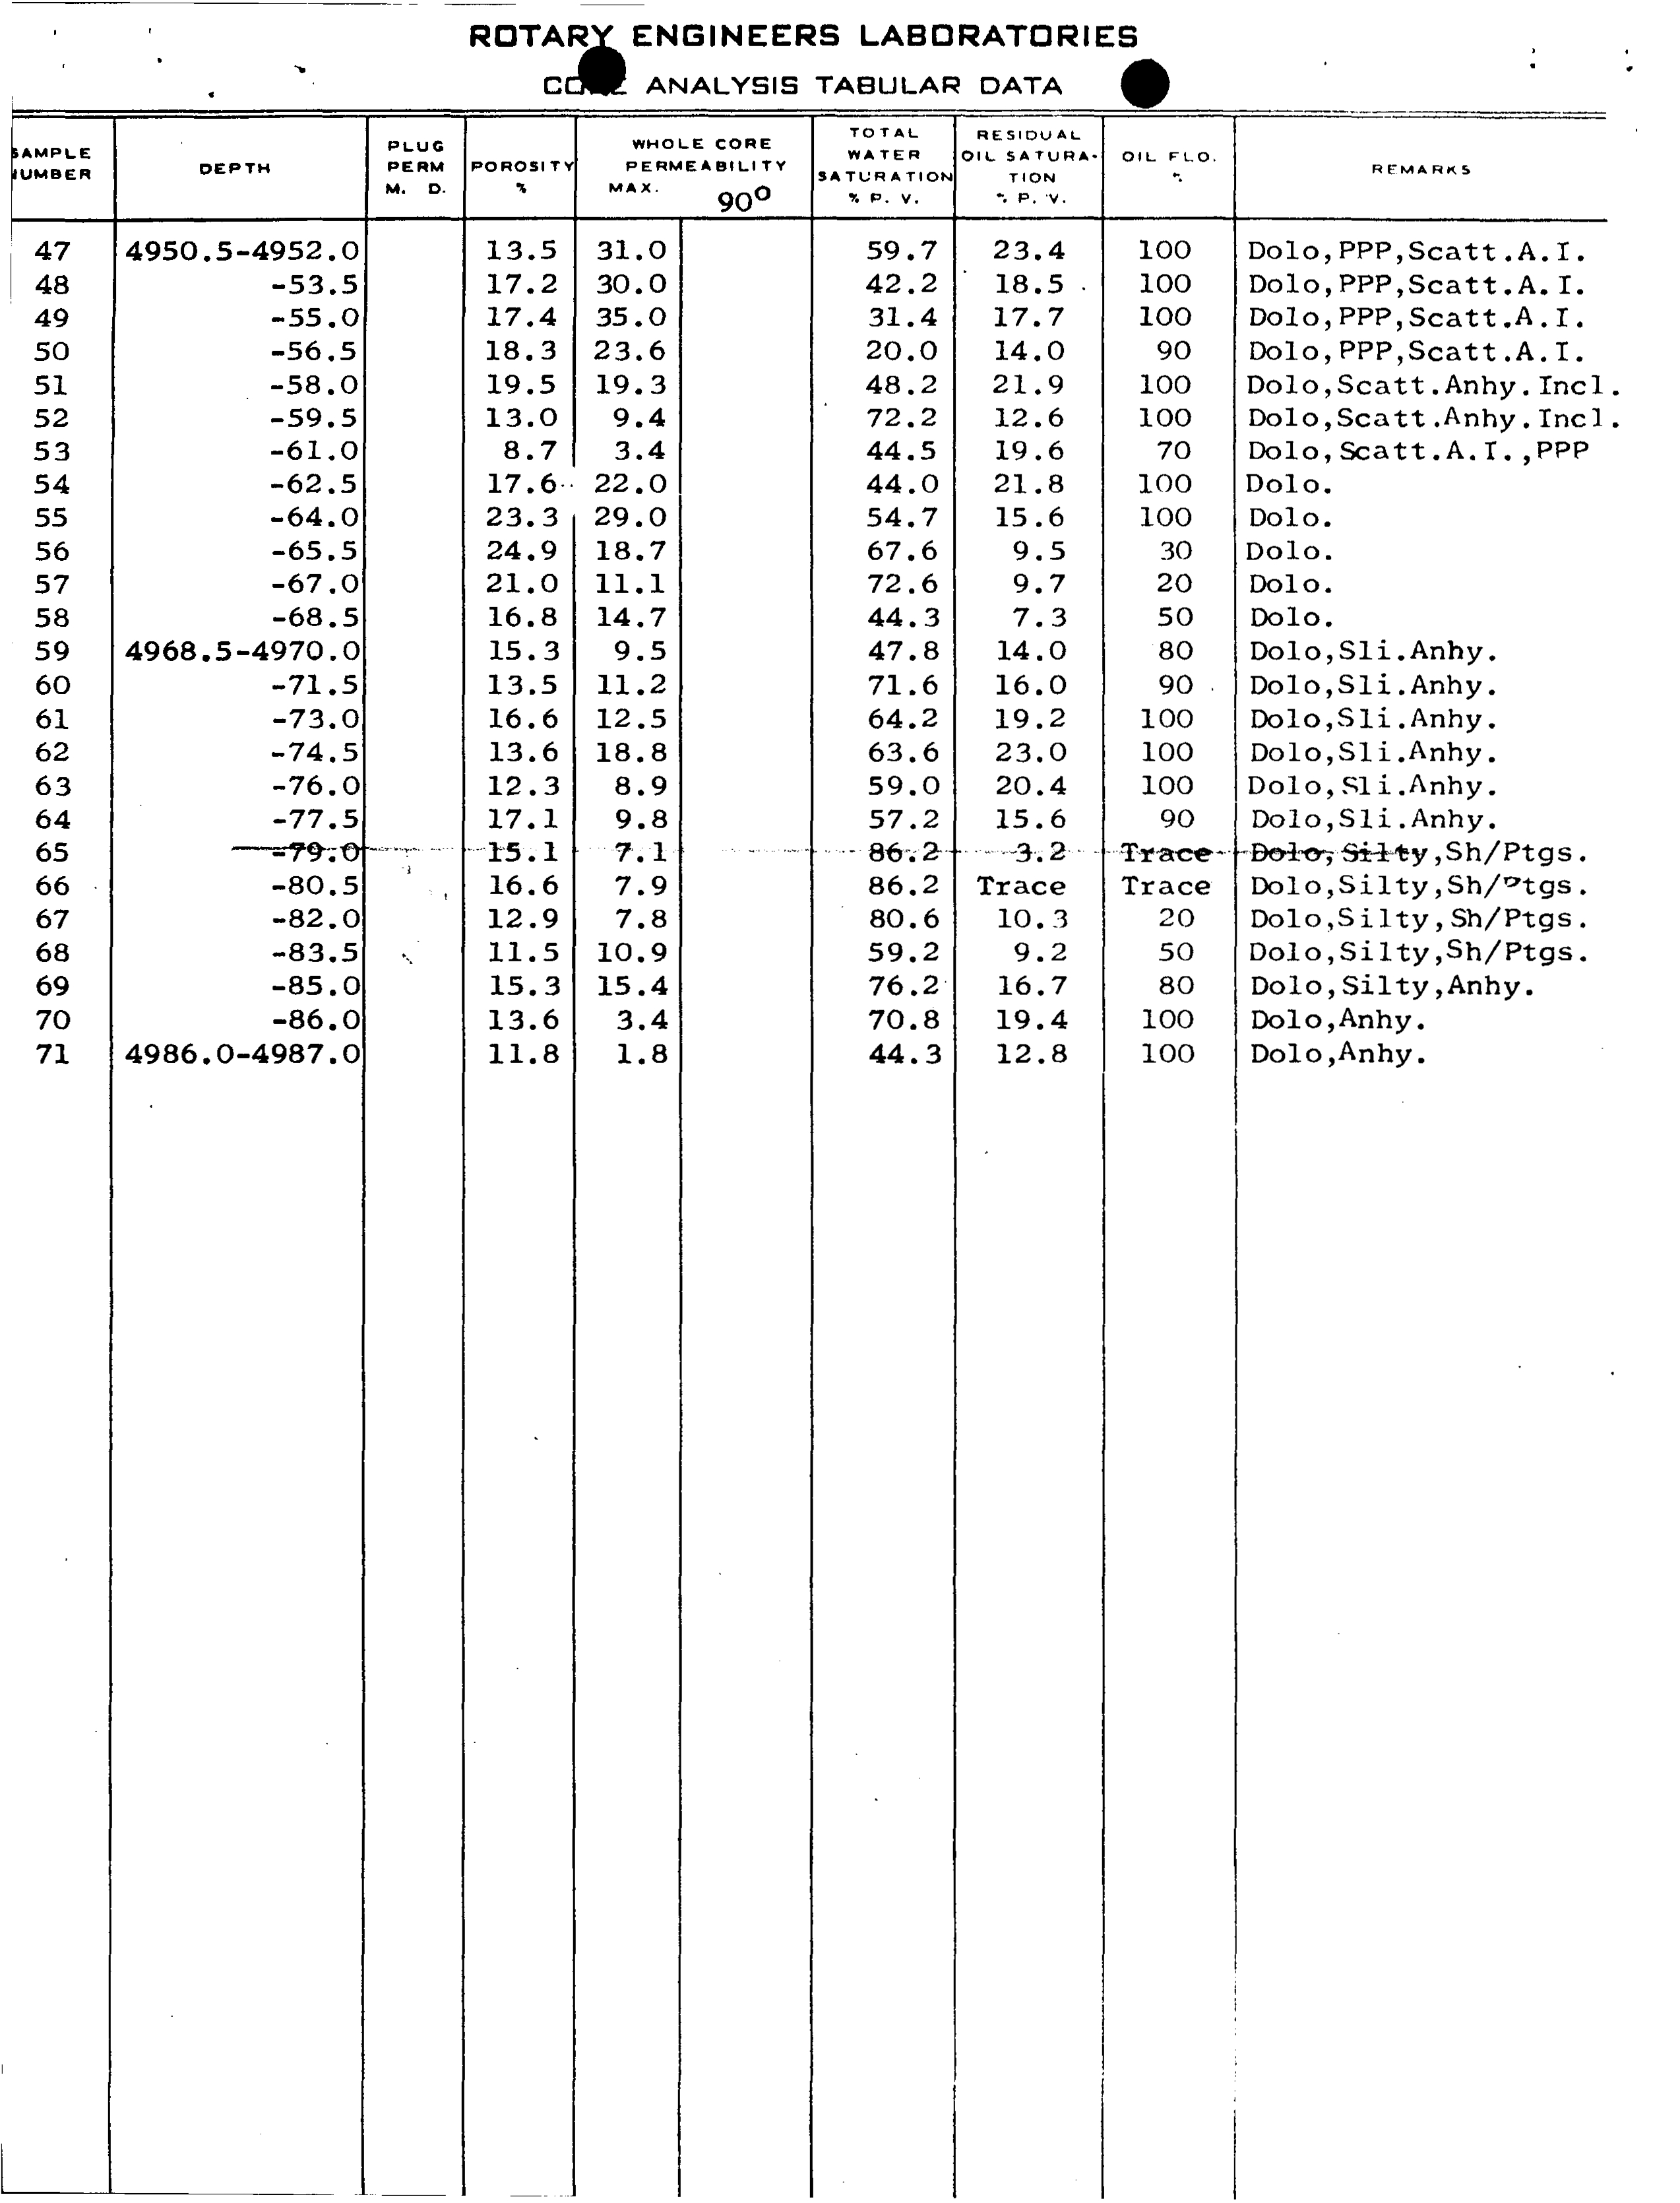 ROTARY ENGINEERS LABORATORIES
ANALYSIS TABULAR DATA
SAMPLE NUMBER DEPTH PLUG PERM M. D. POROSITY % WHOLE CORE PERMEABILITY MAX. 90° TOTAL WATER SATURATION % P. V. RESIDUAL OIL SATURA- TION % P. V. OIL FLO. % REMARKS
47 4950.5-4952.0 13.5 31.0 59.7 23.4 100 Dolo,PPP,Scatt.A.I.
48 -53.5 17.2 30.0 42.2 18.5 100 Dolo,PPP,Scatt.A.I.
49 -55.0 17.4 35.0 31.4 17.7 100 Dolo,PPP,Scatt.A.I.
50 -56.5 18.3 23.6 20.0 14.0 90 Dolo,PPP,Scatt.A.I.
51 -58.0 19.5 19.3 48.2 21.9 100 Dolo,Scatt.Anhy.Incl.
52 -59.5 13.0 9.4 72.2 12.6 100 Dolo,Scatt.Anhy.Incl.
53 -61.0 8.7 3.4 44.5 19.6 70 Dolo,Scatt.A.I.,PPP
54 -62.5 17.6 22.0 44.0 21.8 100 Dolo.
55 -64.0 23.3 29.0 54.7 15.6 100 Dolo.
56 -65.5 24.9 18.7 67.6 9.5 30 Dolo.
57 -67.0 21.0 11.1 72.6 9.7 20 Dolo.
58 -68.5 16.8 14.7 44.3 7.3 50 Dolo.
59 4968.5-4970.0 15.3 9.5 47.8 14.0 80 Dolo,Sli.Anhy.
60 -71.5 13.5 11.2 71.6 16.0 90 Dolo,Sli.Anhy.
61 -73.0 16.6 12.5 64.2 19.2 100 Dolo,Sli.Anhy.
62 -74.5 13.6 18.8 63.6 23.0 100 Dolo,Sli.Anhy.
63 -76.0 12.3 8.9 59.0 20.4 100 Dolo,Sli.Anhy.
64 -77.5 17.1 9.8 57.2 15.6 90 Dolo,Sli.Anhy.
65 -79.0 15.1 7.1 86.2 3.2 Trace Dolo,Silty,Sh/Ptgs.
66 -80.5 16.6 7.9 86.2 Trace Trace Dolo,Silty,Sh/Ptgs.
67 -82.0 12.9 7.8 80.6 10.3 20 Dolo,Silty,Sh/Ptgs.
68 -83.5 11.5 10.9 59.2 9.2 50 Dolo,Silty,Sh/Ptgs.
69 -85.0 15.3 15.4 76.2 16.7 80 Dolo,Silty,Anhy.
70 -86.0 13.6 3.4 70.8 19.4 100 Dolo,Anhy.
71 4986.0-4987.0 11.8 1.8 44.3 12.8 100 Dolo,Anhy.